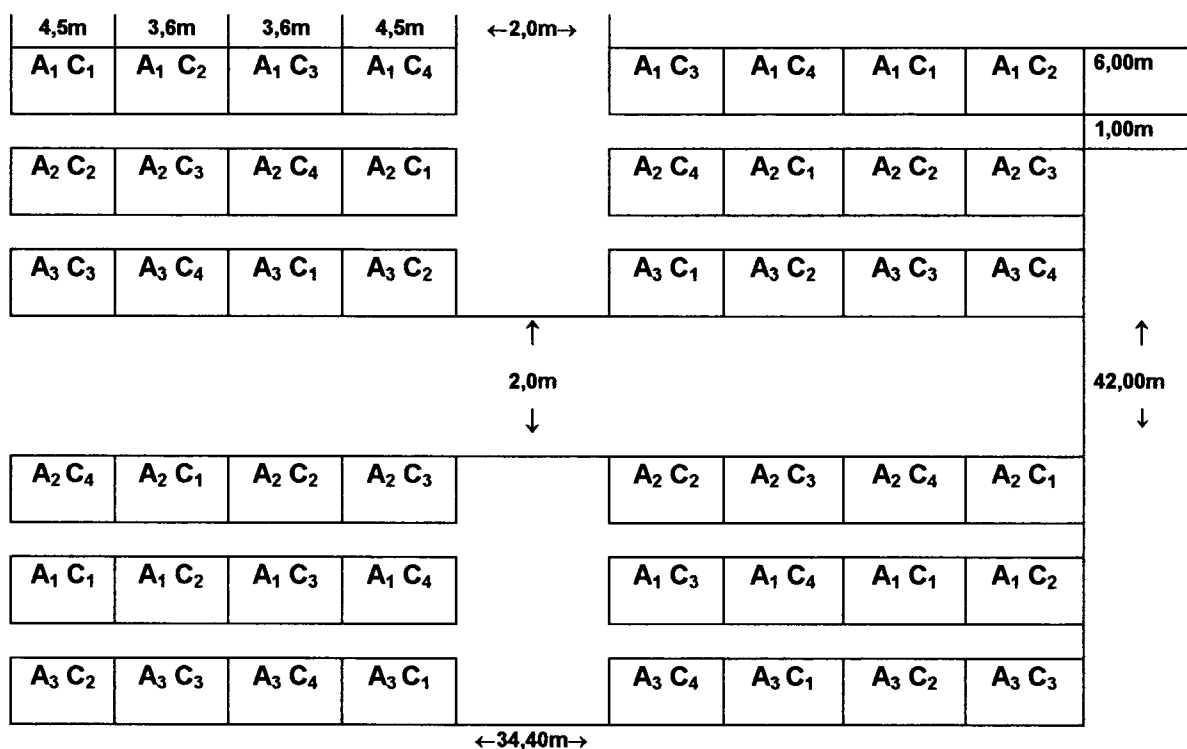 4,5m 3,6m 3,6m 4,5m ←2,0m→
A₁ C₁ A₁ C₂ A₁ C₃ A₁ C₄ A₁ C₃ A₁ C₄ A₁ C₁ A₁ C₂ 6,00m
1,00m
A₂ C₂ A₂ C₃ A₂ C₄ A₂ C₁ A₂ C₄ A₂ C₁ A₂ C₂ A₂ C₃
A₃ C₃ A₃ C₄ A₃ C₁ A₃ C₂ A₃ C₁ A₃ C₂ A₃ C₃ A₃ C₄
↑ ↑
2,0m 42,00m
↓ ↓
A₂ C₄ A₂ C₁ A₂ C₂ A₂ C₃ A₂ C₂ A₂ C₃ A₂ C₄ A₂ C₁
A₁ C₁ A₁ C₂ A₁ C₃ A₁ C₄ A₁ C₃ A₁ C₄ A₁ C₁ A₁ C₂
A₃ C₂ A₃ C₃ A₃ C₄ A₃ C₁ A₃ C₄ A₃ C₁ A₃ C₂ A₃ C₃
←34,40m→